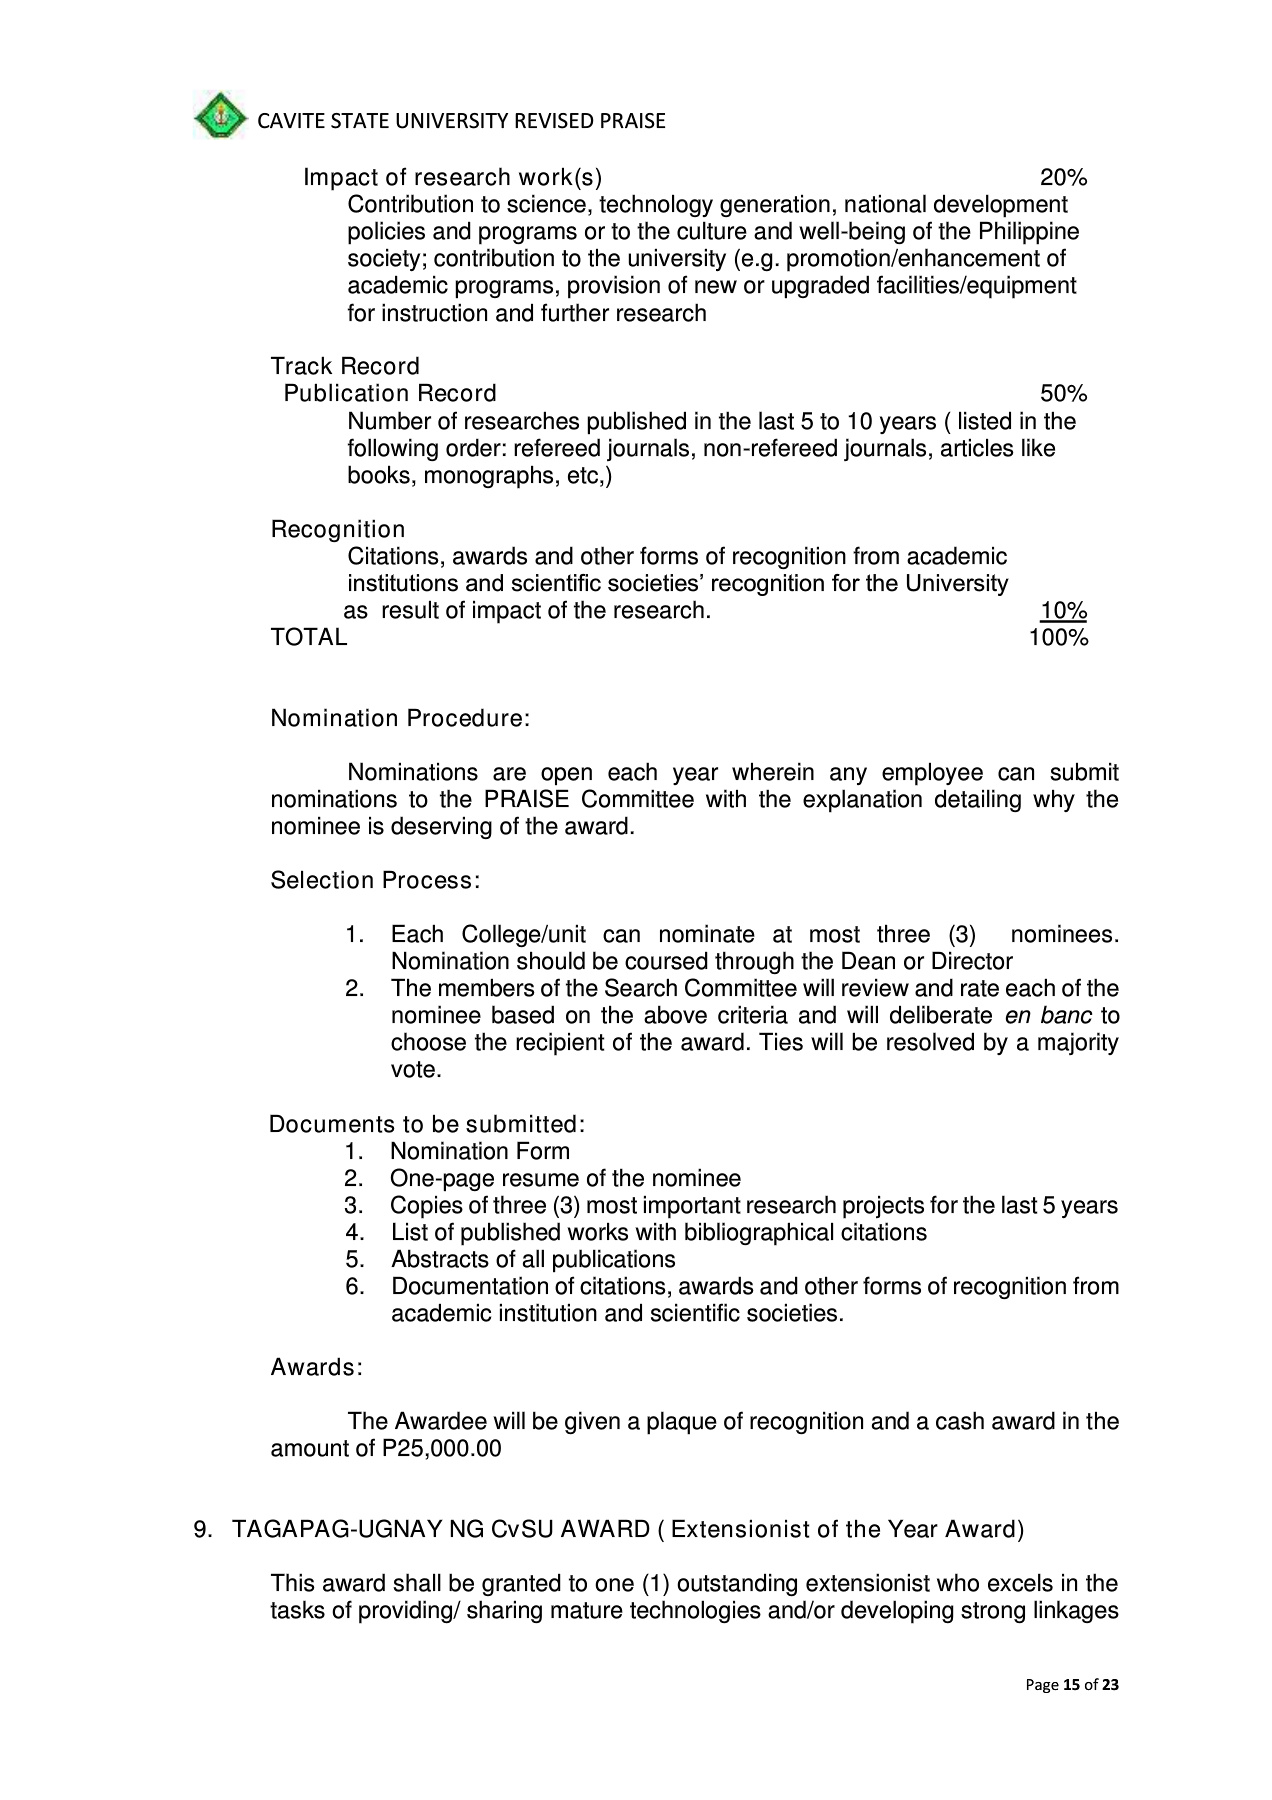 CAVITE STATE UNIVERSITY REVISED PRAISE
Impact of research work(s) 20%
Contribution to science, technology generation, national development
policies and programs or to the culture and well-being of the Philippine
society; contribution to the university (e.g. promotion/enhancement of
academic programs, provision of new or upgraded facilities/equipment
for instruction and further research
Track Record
Publication Record 50%
Number of researches published in the last 5 to 10 years ( listed in the
following order: refereed journals, non-refereed journals, articles like
books, monographs, etc,)
Recognition
Citations, awards and other forms of recognition from academic
institutions and scientific societies’ recognition for the University
as result of impact of the research. 10%
TOTAL 100%
Nomination Procedure:
Nominations are open each year wherein any employee can submit
nominations to the PRAISE Committee with the explanation detailing why the
nominee is deserving of the award.
Selection Process:
1. Each College/unit can nominate at most three (3) nominees.
Nomination should be coursed through the Dean or Director
2. The members of the Search Committee will review and rate each of the
nominee based on the above criteria and will deliberate en banc to
choose the recipient of the award. Ties will be resolved by a majority
vote.
Documents to be submitted:
1. Nomination Form
2. One-page resume of the nominee
3. Copies of three (3) most important research projects for the last 5 years
4. List of published works with bibliographical citations
5. Abstracts of all publications
6. Documentation of citations, awards and other forms of recognition from
academic institution and scientific societies.
Awards:
The Awardee will be given a plaque of recognition and a cash award in the
amount of P25,000.00
9. TAGAPAG-UGNAY NG CvSU AWARD ( Extensionist of the Year Award)
This award shall be granted to one (1) outstanding extensionist who excels in the
tasks of providing/ sharing mature technologies and/or developing strong linkages
Page 15 of 23